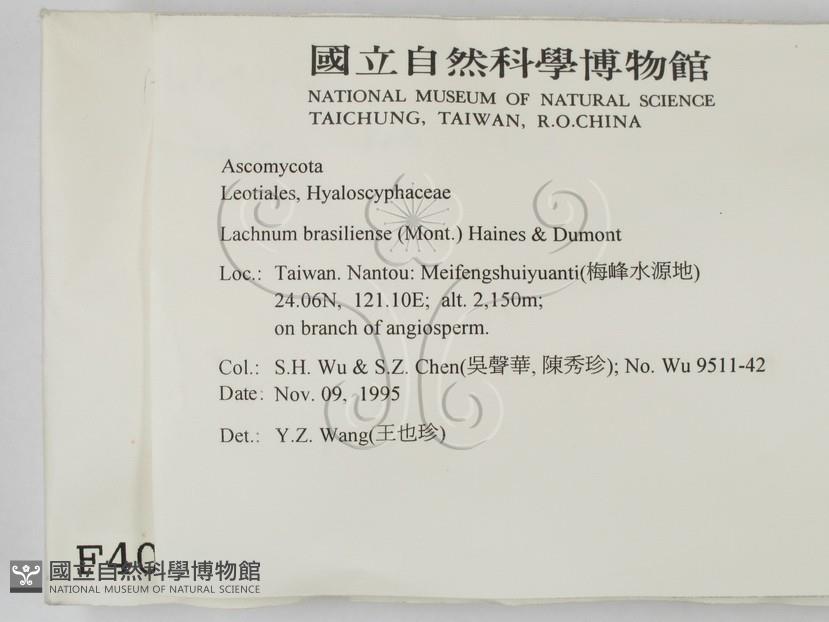 國立自然科學博物館
NATIONAL MUSEUM OF NATURAL SCIENCE
TAICHUNG, TAIWAN, R.O.CHINA
Ascomycota
Leotiales, Hyaloscyphaceae
Lachnum brasiliense (Mont.) Haines & Dumont
Loc.: Taiwan. Nantou: Meifengshuiyuanti(梅峰水源地)
24.06N, 121.10E; alt. 2,150m;
on branch of angiosperm.
Col.: S.H. Wu & S.Z. Chen(吳聲華, 陳秀珍); No. Wu 9511-42
Date: Nov. 09, 1995
Det.: Y.Z. Wang(王也珍)
F40
國立自然科學博物館
NATIONAL MUSEUM OF NATURAL SCIENCE